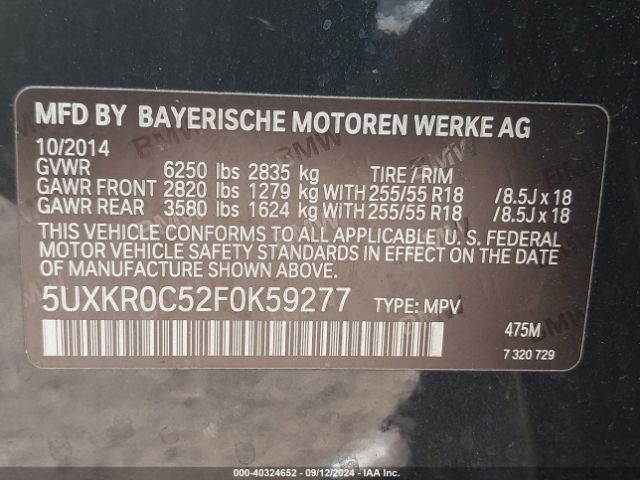 MFD BY BAYERISCHE MOTOREN WERKE AG
10/2014
GVWR 6250 lbs 2835 kg TIRE / RIM
GAWR FRONT 2820 lbs 1279 kg WITH 255/55 R18 / 8.5J x 18
GAWR REAR 3580 lbs 1624 kg WITH 255/55 R18 / 8.5J x 18
THIS VEHICLE CONFORMS TO ALL APPLICABLE U. S. FEDERAL
MOTOR VEHICLE SAFETY STANDARDS IN EFFECT ON THE DATE
OF MANUFACTURE SHOWN ABOVE.
5UXKR0C52F0K59277 TYPE: MPV
475M
7 320 729
000-40324652 - 09/12/2024 - IAA Inc.